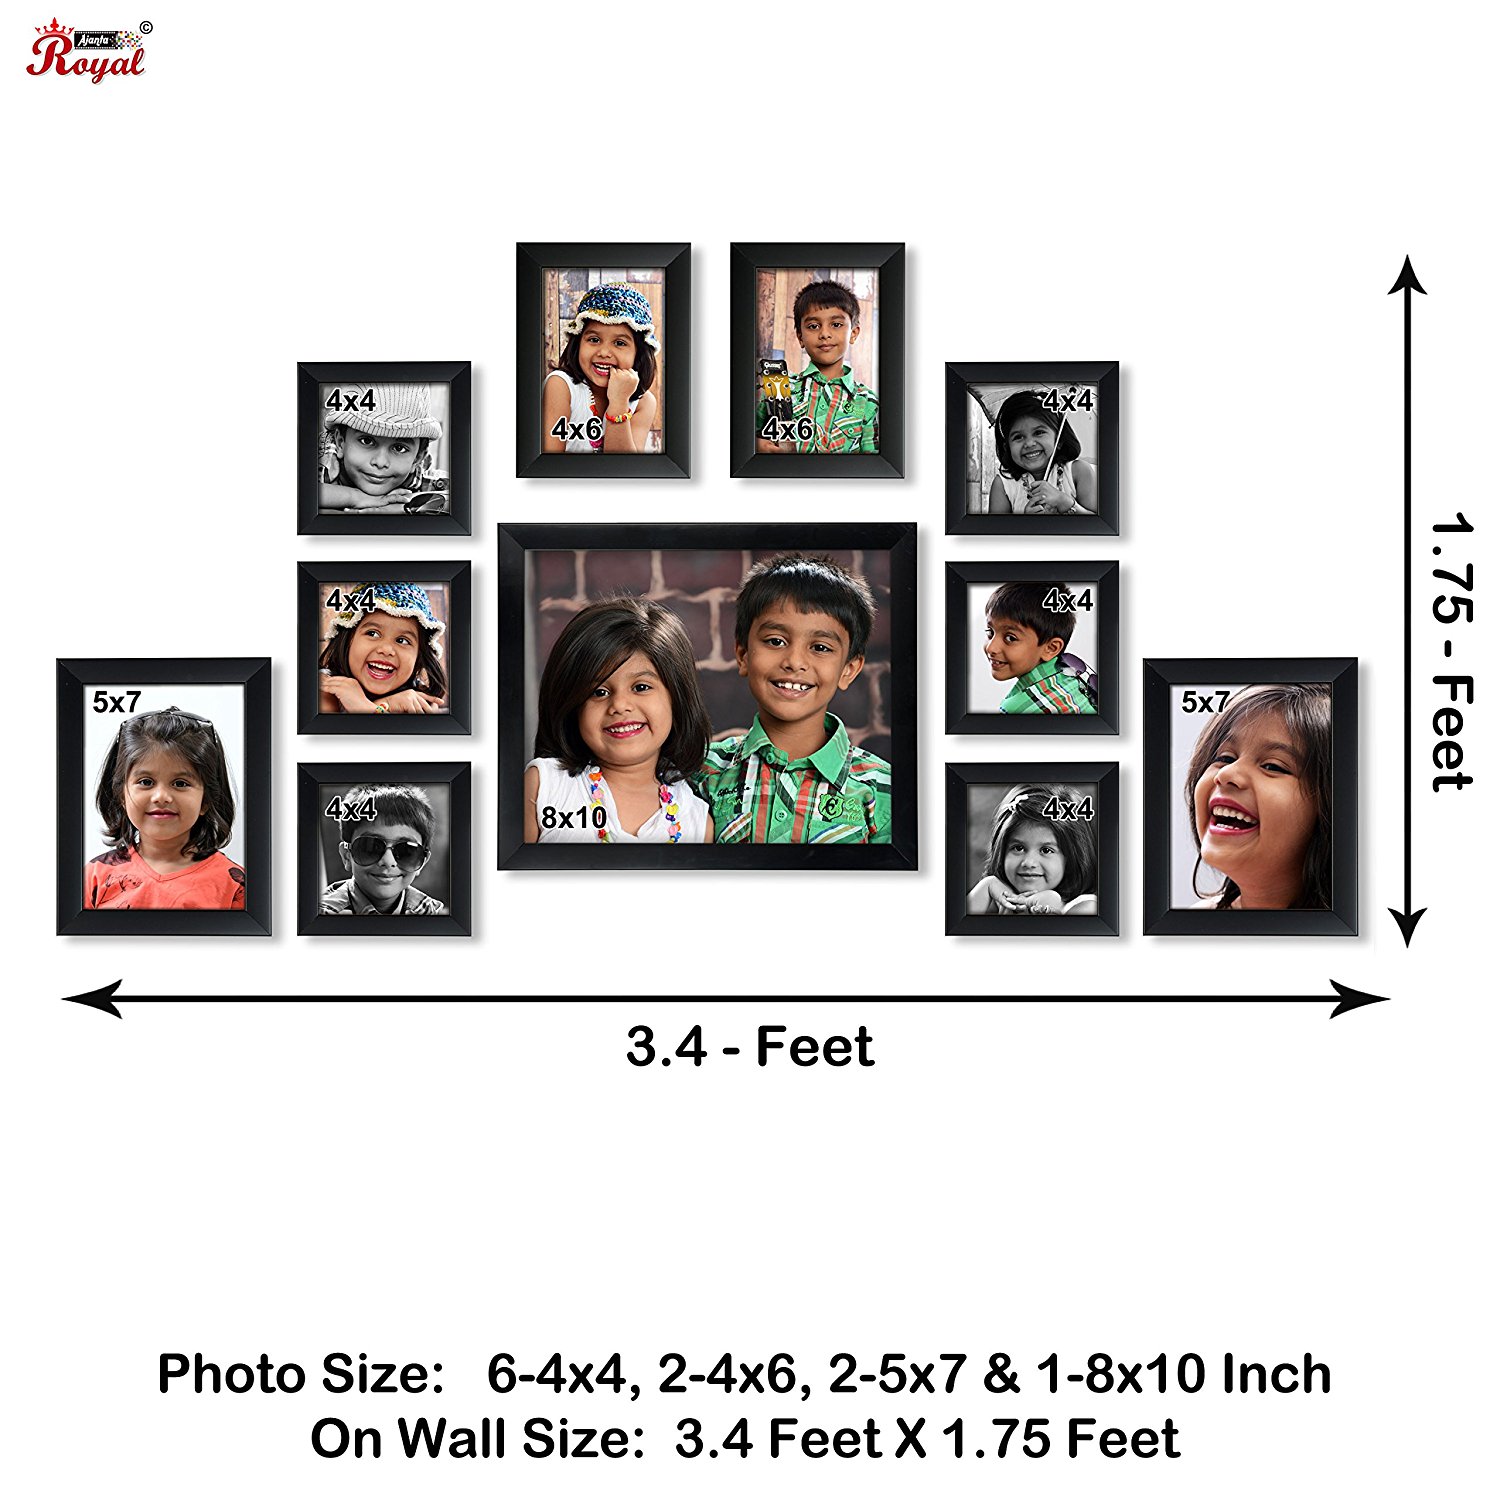 Ajanta ©
Royal
4x6
4x6
4x4
4x4
4x4
4x4
5x7
5x7
8x10
4x4
4x4
1.75 - Feet
3.4 - Feet
Photo Size: 6-4x4, 2-4x6, 2-5x7 & 1-8x10 Inch
On Wall Size: 3.4 Feet X 1.75 Feet